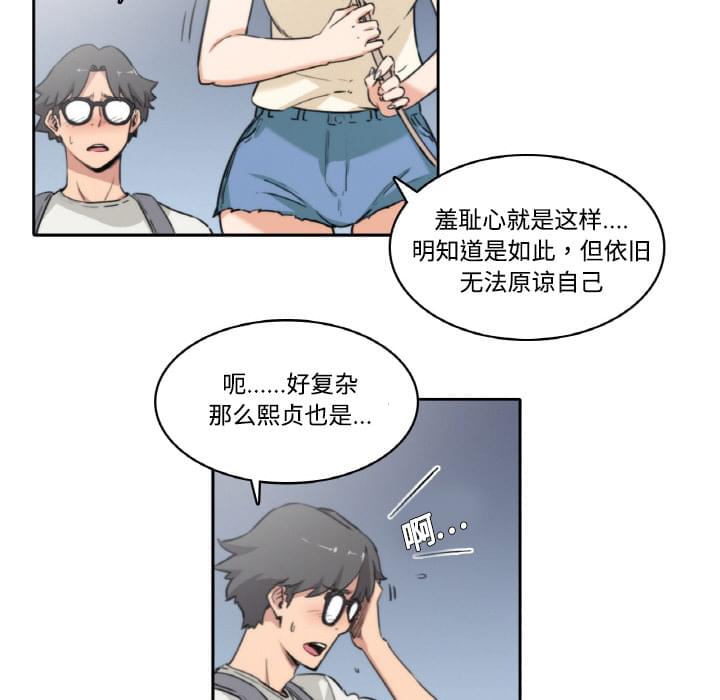 羞耻心就是这样....
明知道是如此，但依旧
无法原谅自己
呃......好复杂
那么熙贞也是...
啊...